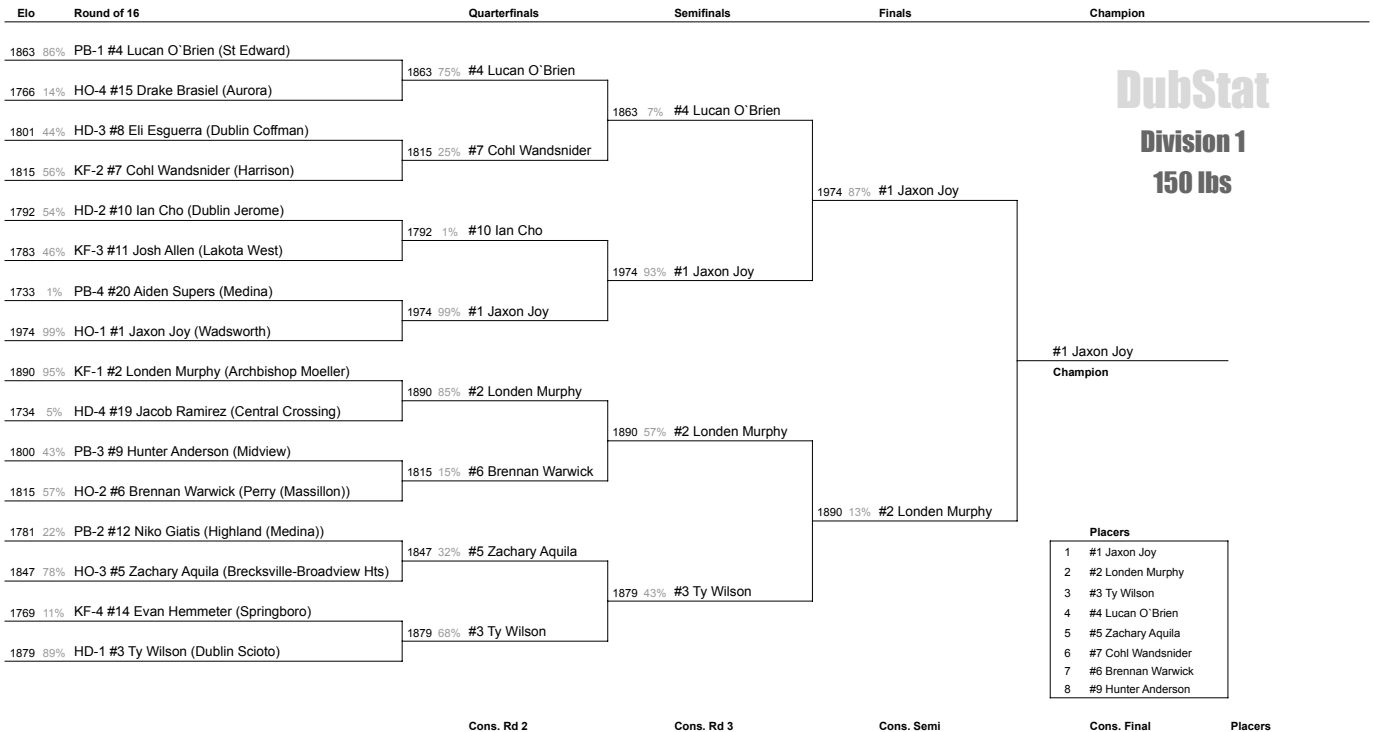 Elo Round of 16 Quarterfinals Semifinals Finals Champion
1863 86% PB-1 #4 Lucan O`Brien (St Edward)
1863 75% #4 Lucan O`Brien
1766 14% HO-4 #15 Drake Brasiel (Aurora)
1863 7% #4 Lucan O`Brien
1801 44% HD-3 #8 Eli Esguerra (Dublin Coffman)
1815 25% #7 Cohl Wandsnider
1815 56% KF-2 #7 Cohl Wandsnider (Harrison)
1974 87% #1 Jaxon Joy
1792 54% HD-2 #10 Ian Cho (Dublin Jerome)
1792 1% #10 Ian Cho
1783 46% KF-3 #11 Josh Allen (Lakota West)
1974 93% #1 Jaxon Joy
1733 1% PB-4 #20 Aiden Supers (Medina)
1974 99% #1 Jaxon Joy
1974 99% HO-1 #1 Jaxon Joy (Wadsworth)
DubStat
Division 1
150 lbs
#1 Jaxon Joy
Champion
1890 95% KF-1 #2 Londen Murphy (Archbishop Moeller)
1890 85% #2 Londen Murphy
1734 5% HD-4 #19 Jacob Ramirez (Central Crossing)
1890 57% #2 Londen Murphy
1800 43% PB-3 #9 Hunter Anderson (Midview)
1815 15% #6 Brennan Warwick
1815 57% HO-2 #6 Brennan Warwick (Perry (Massillon))
1890 13% #2 Londen Murphy
1781 22% PB-2 #12 Niko Giatis (Highland (Medina))
1847 32% #5 Zachary Aquila
1847 78% HO-3 #5 Zachary Aquila (Brecksville-Broadview Hts)
1879 43% #3 Ty Wilson
1769 11% KF-4 #14 Evan Hemmeter (Springboro)
1879 68% #3 Ty Wilson
1879 89% HD-1 #3 Ty Wilson (Dublin Scioto)
Placers
1 #1 Jaxon Joy
2 #2 Londen Murphy
3 #3 Ty Wilson
4 #4 Lucan O`Brien
5 #5 Zachary Aquila
6 #7 Cohl Wandsnider
7 #6 Brennan Warwick
8 #9 Hunter Anderson
Cons. Rd 2 Cons. Rd 3 Cons. Semi Cons. Final Placers